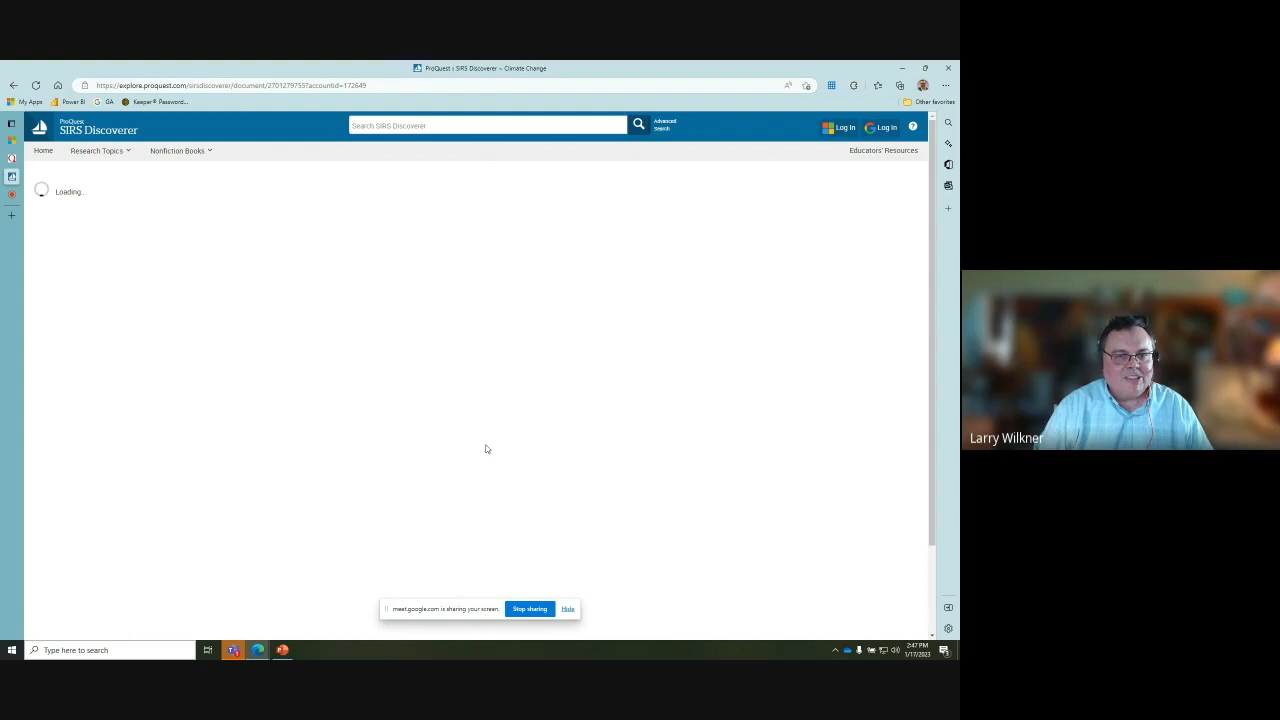 ProQuest :: SIRS Discoverer ~ Climate Change
https://explore.proquest.com/sirsdiscoverer/document/2701279755?accountid=172649
My Apps Power BI GA Keeper® Password... Other favorites
ProQuest
SIRS Discoverer
Search SIRS Discoverer
Advanced
Search
Log In Log In
Home Research Topics Nonfiction Books Educators' Resources
Loading...
Larry Wilkner
meet.google.com is sharing your screen. Stop sharing Hide
Type here to search
2:47 PM
1/17/2023